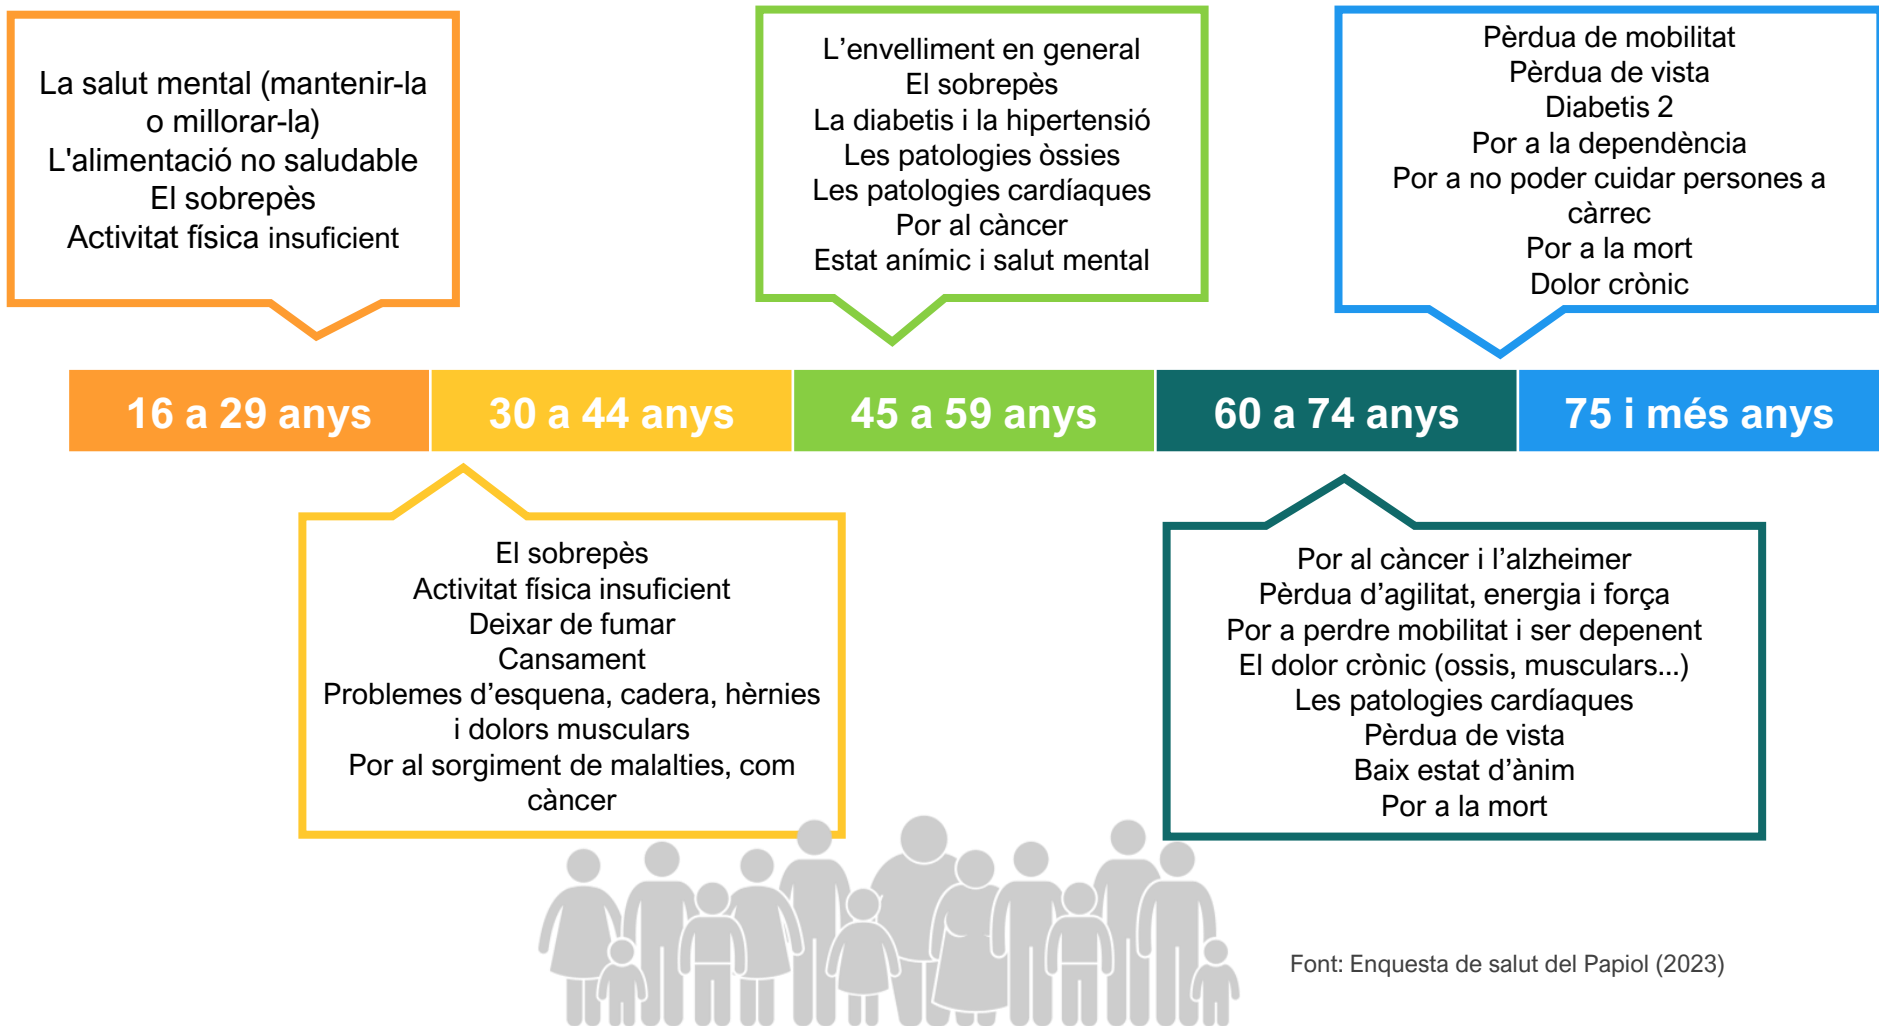 La salut mental (mantenir-la
o millorar-la)
L'alimentació no saludable
El sobrepès
Activitat física insuficient
L’envelliment en general
El sobrepès
La diabetis i la hipertensió
Les patologies òssies
Les patologies cardíaques
Por al càncer
Estat anímic i salut mental
Pèrdua de mobilitat
Pèrdua de vista
Diabetis 2
Por a la dependència
Por a no poder cuidar persones a
càrrec
Por a la mort
Dolor crònic
16 a 29 anys
30 a 44 anys
45 a 59 anys
60 a 74 anys
75 i més anys
El sobrepès
Activitat física insuficient
Deixar de fumar
Cansament
Problemes d’esquena, cadera, hèrnies
i dolors musculars
Por al sorgiment de malalties, com
càncer
Por al càncer i l’alzheimer
Pèrdua d’agilitat, energia i força
Por a perdre mobilitat i ser depenent
El dolor crònic (ossis, musculars...)
Les patologies cardíaques
Pèrdua de vista
Baix estat d’ànim
Por a la mort
Font: Enquesta de salut del Papiol (2023)